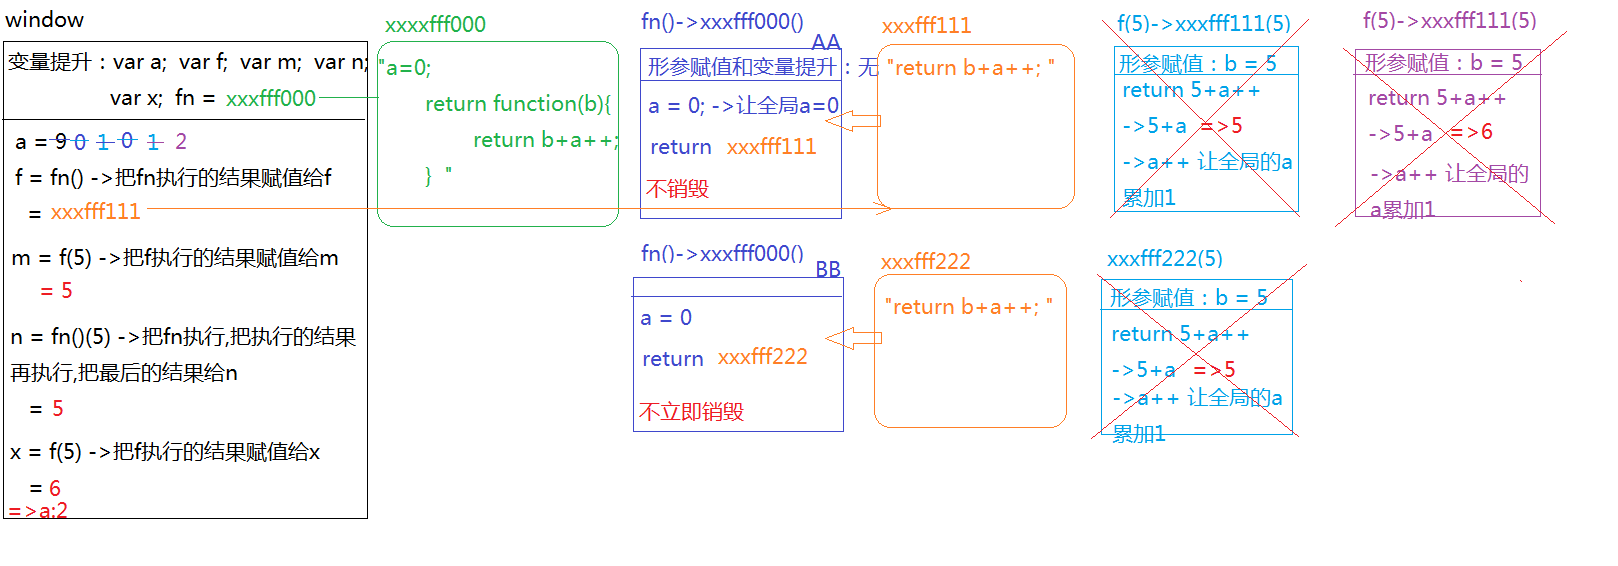 window
变量提升：var a;  var f;  var m;  var n;
var x;  fn =  xxxfff000
a = 9 0 1 0 1 2
f = fn() ->把fn执行的结果赋值给f
= xxxfff111
m = f(5) ->把f执行的结果赋值给m
= 5
n = fn()(5) ->把fn执行,把执行的结果
再执行,把最后的结果给n
= 5
x = f(5) ->把f执行的结果赋值给x
= 6
=>a:2
xxxxfff000
"a=0;
return function(b){
return b+a++;
} "
fn()->xxxfff000()
AA
形参赋值和变量提升：无
a = 0; ->让全局a=0
return  xxxfff111
不销毁
xxxfff111
"return b+a++; "
f(5)->xxxfff111(5)
形参赋值：b = 5
return 5+a++
->5+a  =>5
->a++ 让全局的a
累加1
f(5)->xxxfff111(5)
形参赋值：b = 5
return 5+a++
->5+a  =>6
->a++ 让全局的
a累加1
fn()->xxxfff000()
BB
a = 0
return  xxxfff222
不立即销毁
xxxfff222
"return b+a++; "
xxxfff222(5)
形参赋值：b = 5
return 5+a++
->5+a  =>5
->a++ 让全局的a
累加1